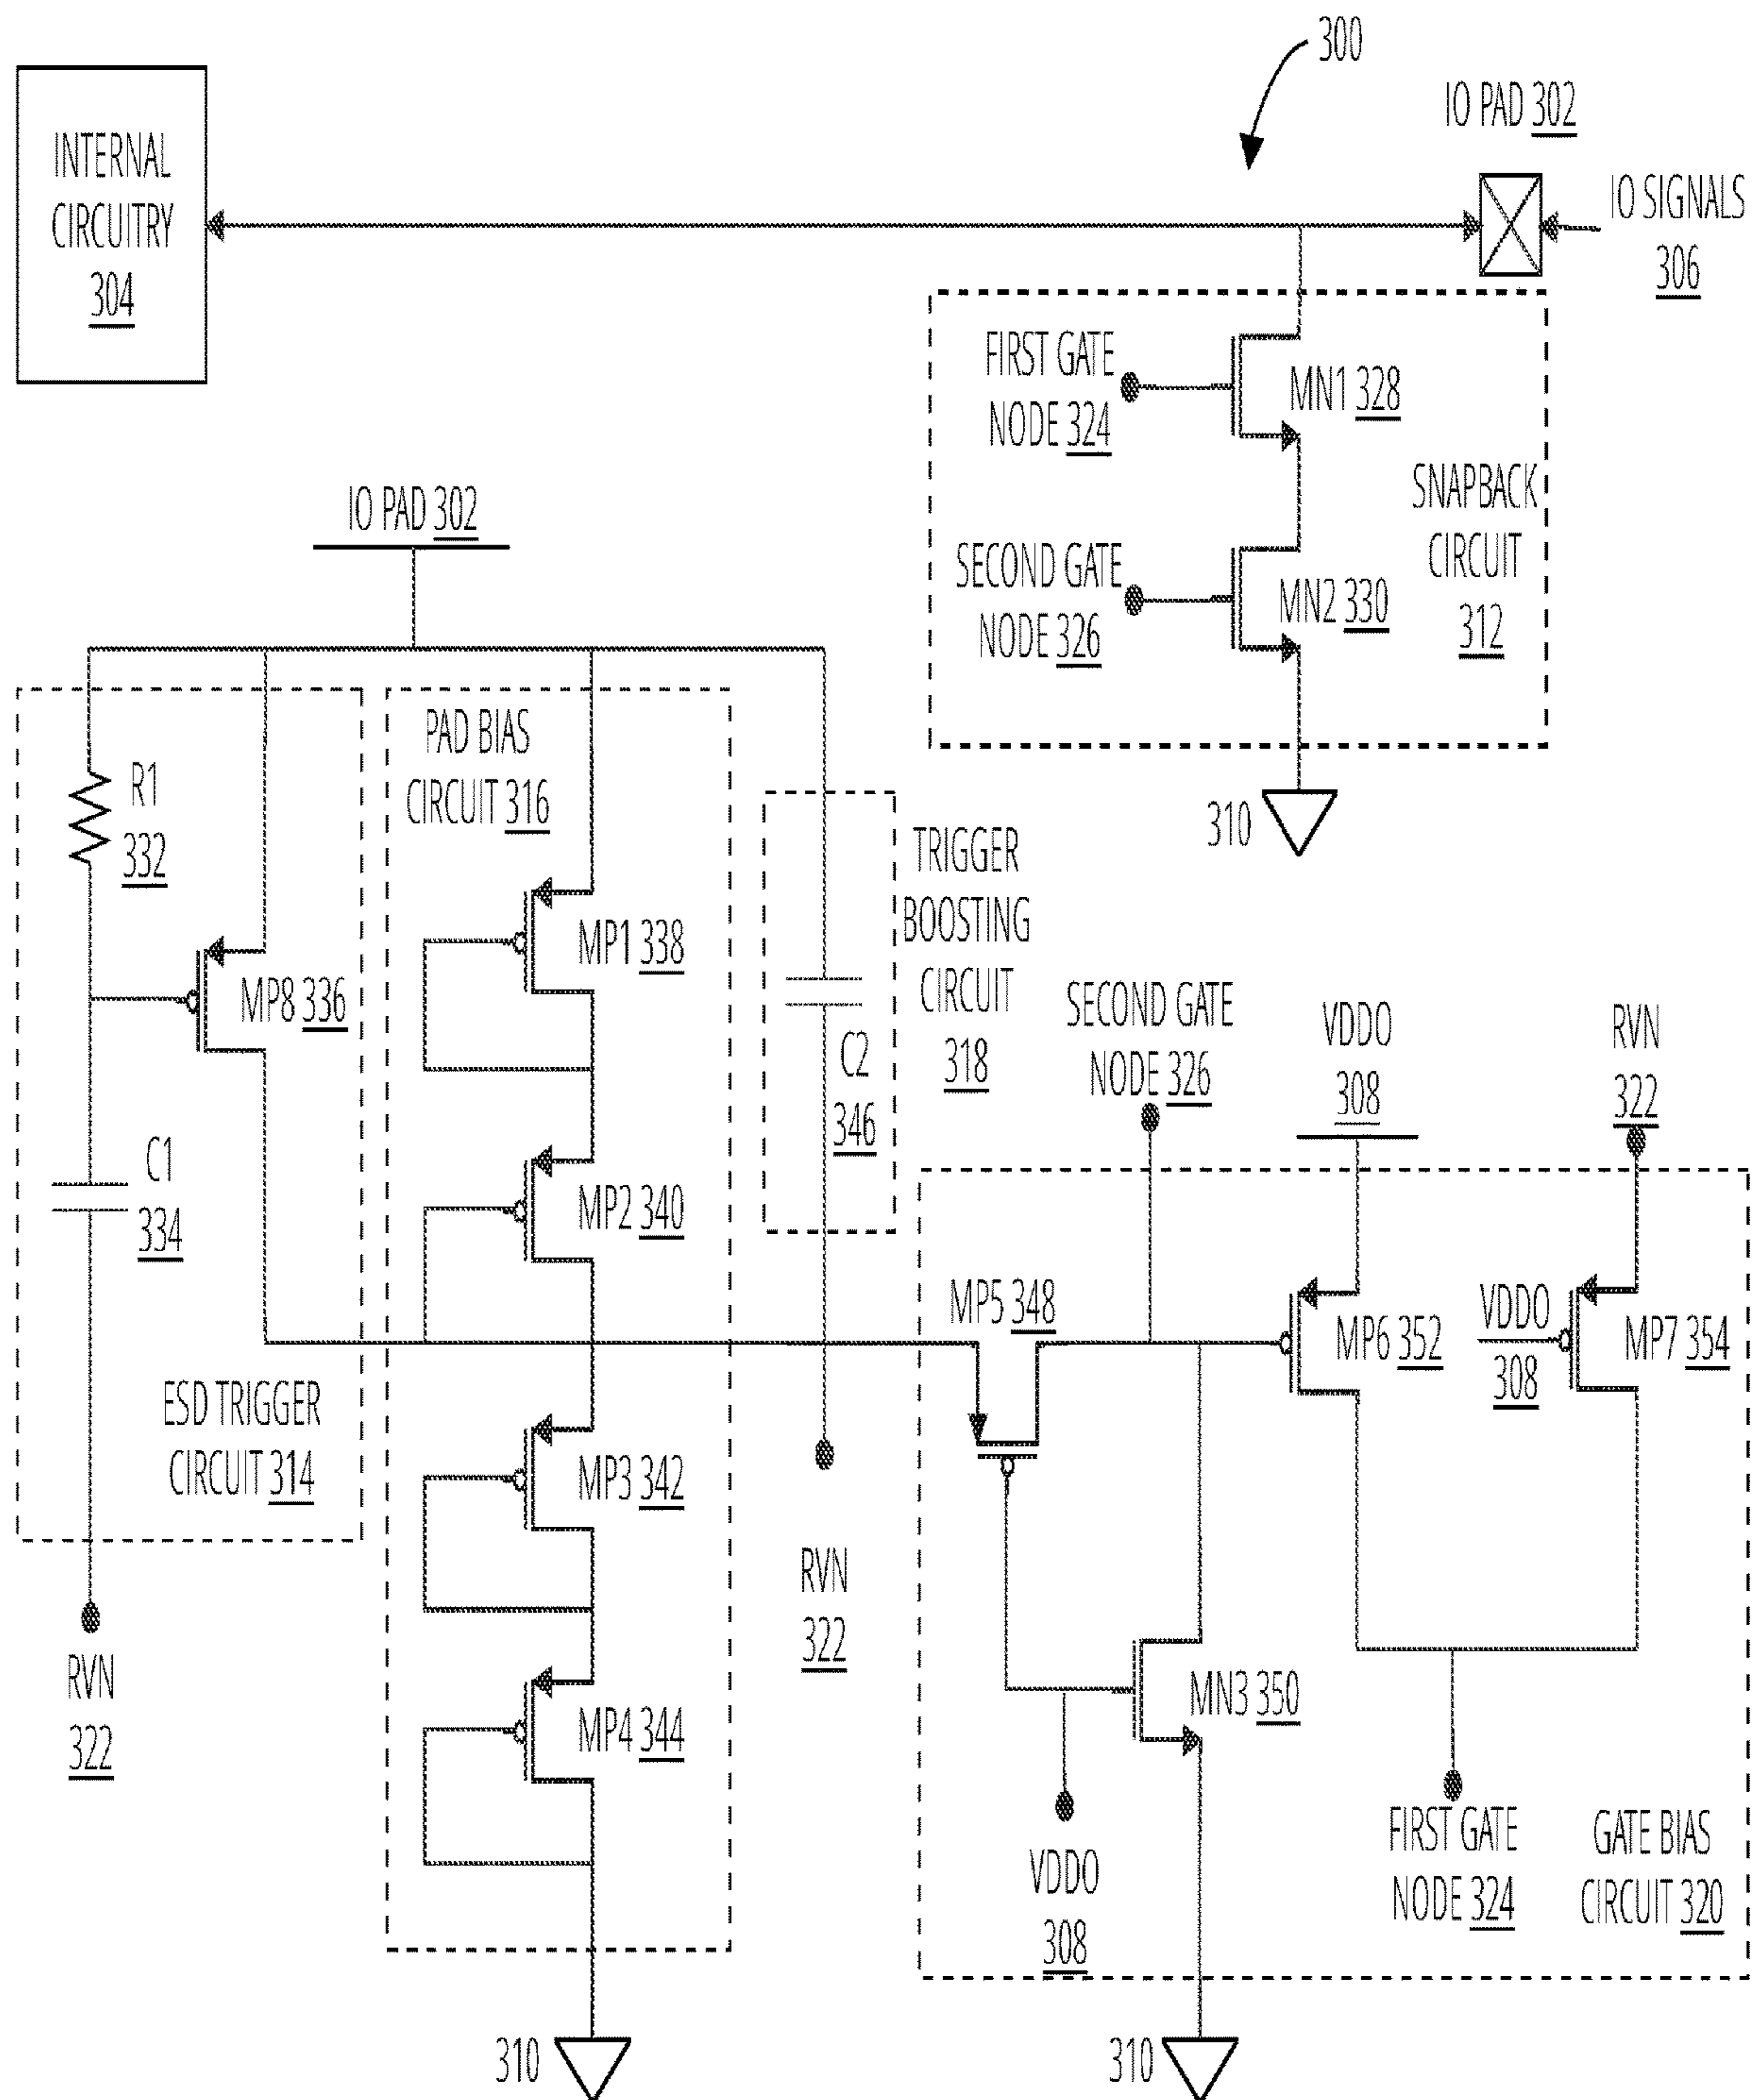 300
IO PAD 302
INTERNAL
CIRCUITRY
304
IO SIGNALS
306
FIRST GATE
NODE 324
MN1 328
SNAPBACK
CIRCUIT
312
SECOND GATE
NODE 326
MN2 330
310
IO PAD 302
PAD BIAS
CIRCUIT 316
R1
332
MP8 336
MP1 338
TRIGGER
BOOSTING
CIRCUIT
318
C2
346
C1
334
MP2 340
SECOND GATE
NODE 326
VDDO
308
RVN
322
MP5 348
MP6 352
VDDO
308
MP7 354
ESD TRIGGER
CIRCUIT 314
MP3 342
RVN
322
RVN
322
MP4 344
MN3 350
VDDO
308
FIRST GATE
NODE 324
GATE BIAS
CIRCUIT 320
310
310